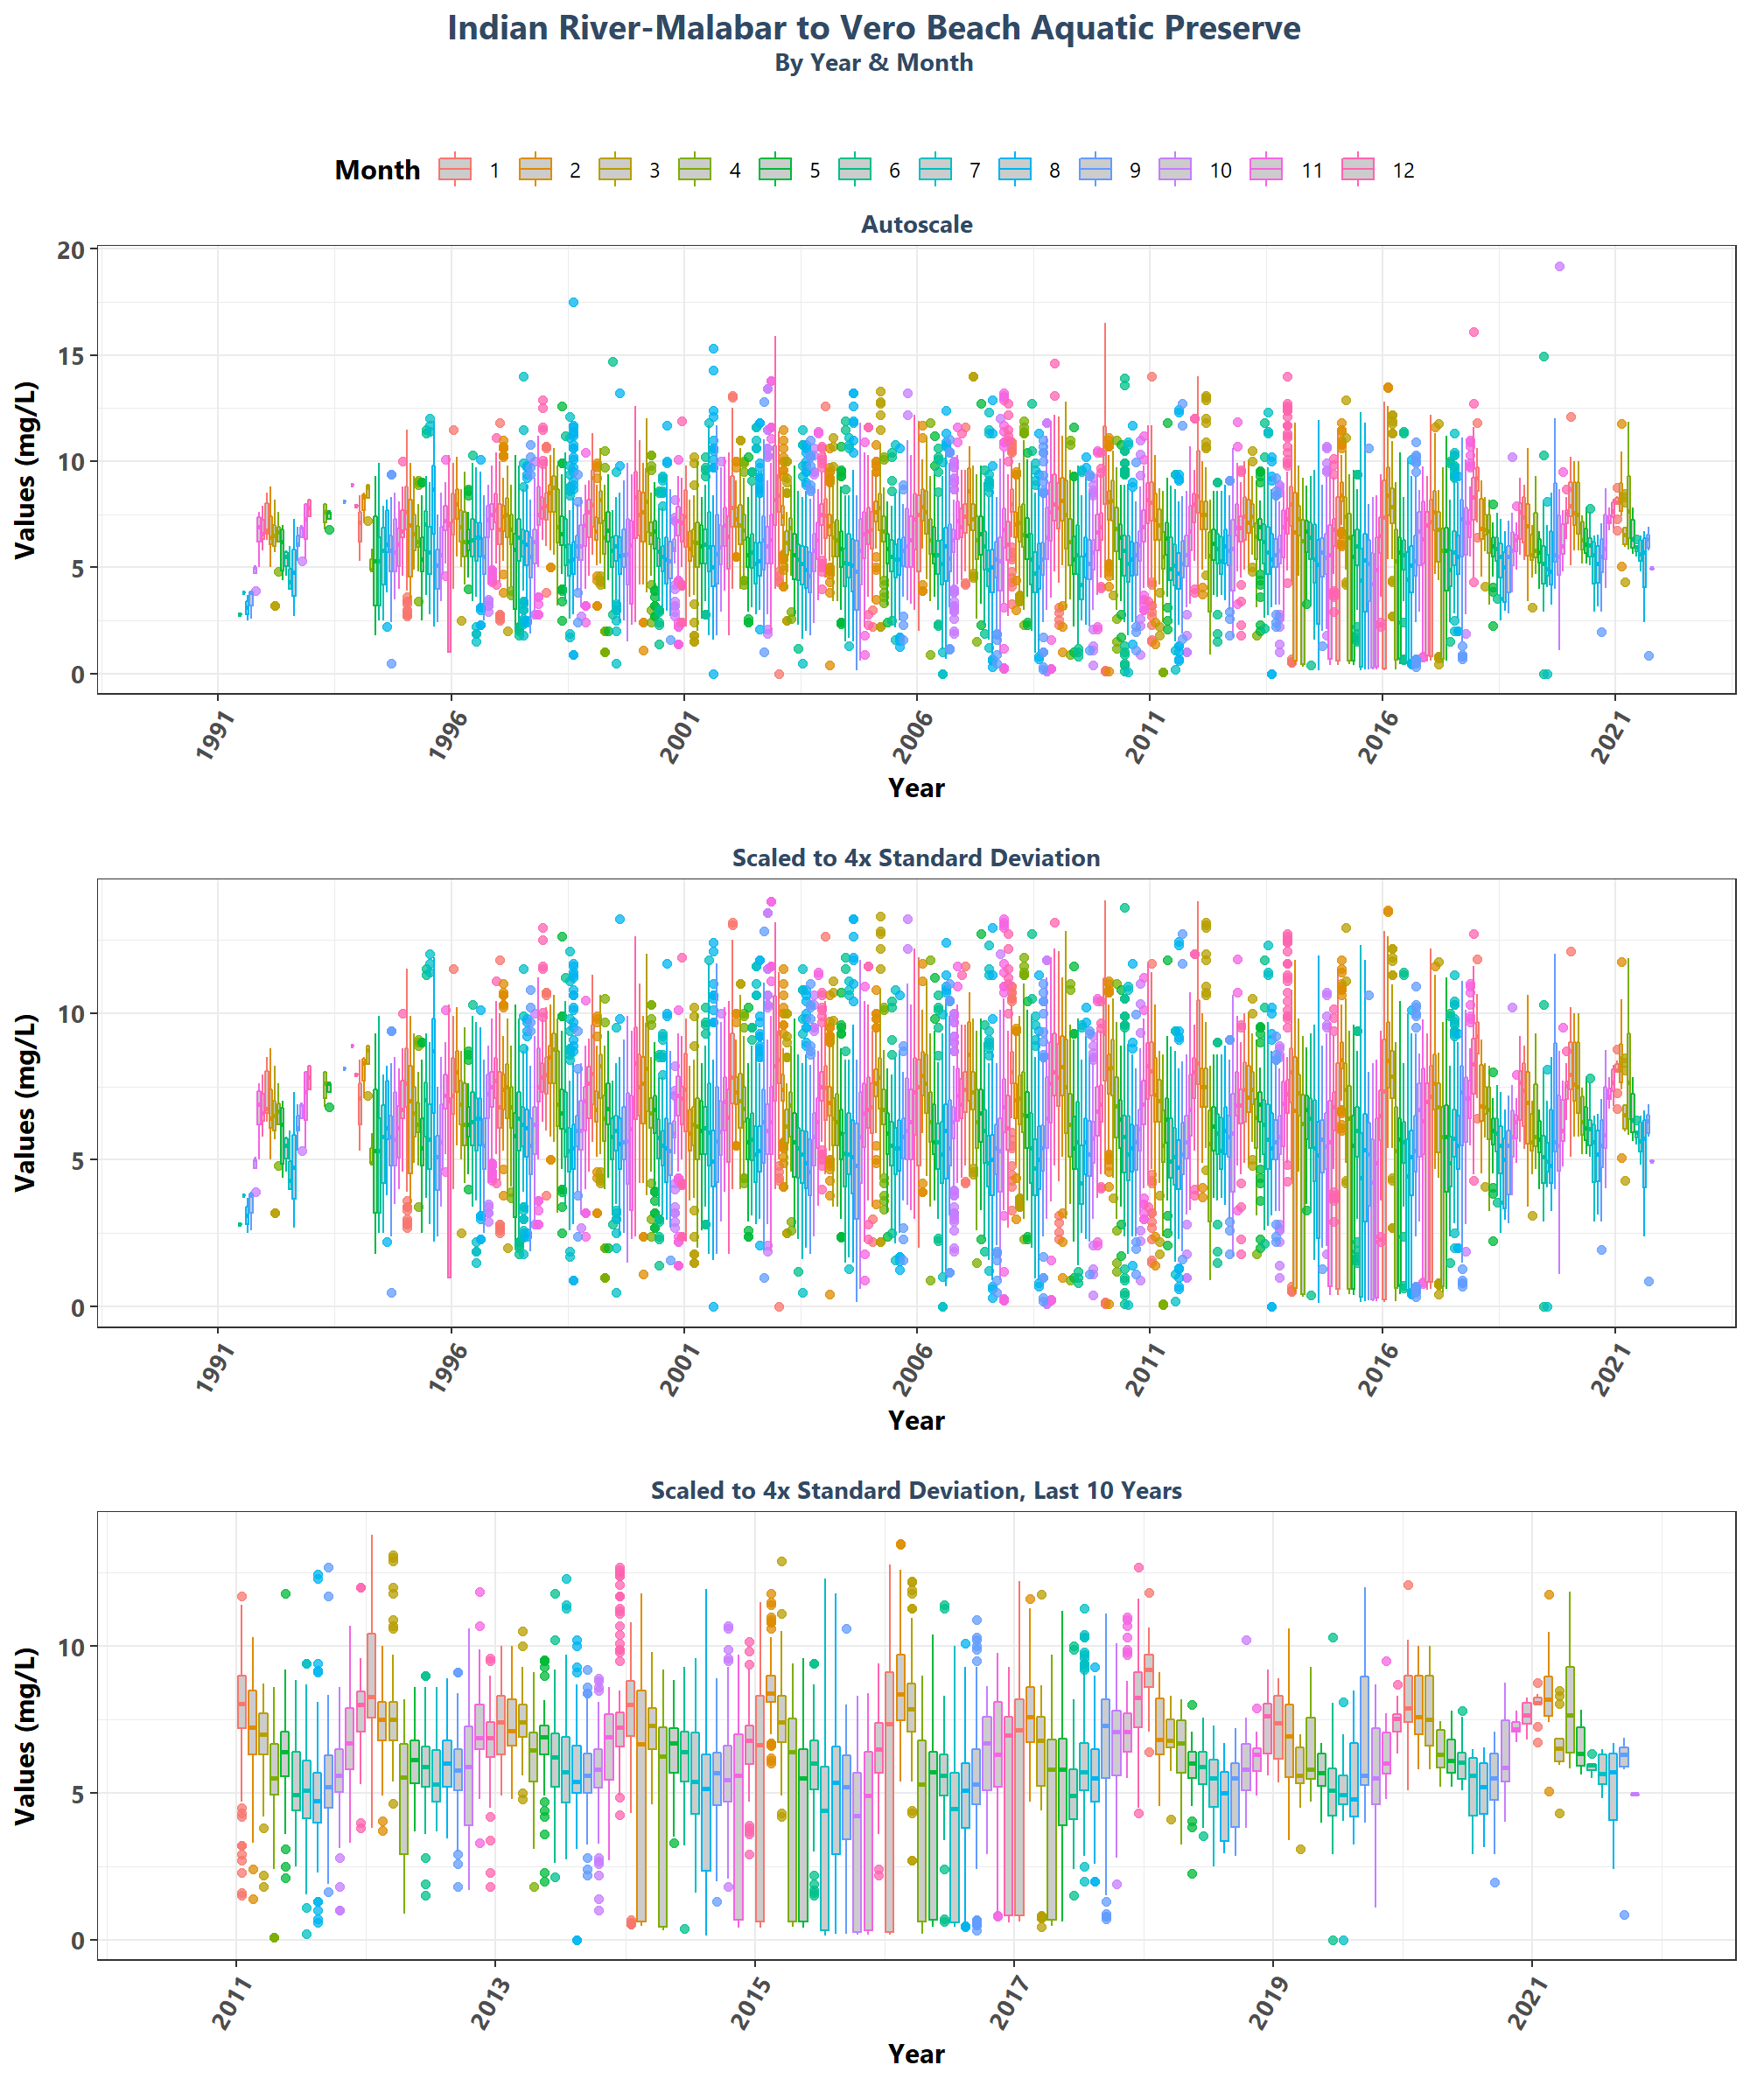 Indian River-Malabar to Vero Beach Aquatic Preserve
By Year & Month
Month 1 2 3 4 5 6 7 8 9 10 11 12
Autoscale
Values (mg/L)
20
15
10
5
0
1991 1996 2001 2006 2011 2016 2021
Year
Scaled to 4x Standard Deviation
Values (mg/L)
10
5
0
1991 1996 2001 2006 2011 2016 2021
Year
Scaled to 4x Standard Deviation, Last 10 Years
Values (mg/L)
10
5
0
2011 2013 2015 2017 2019 2021
Year